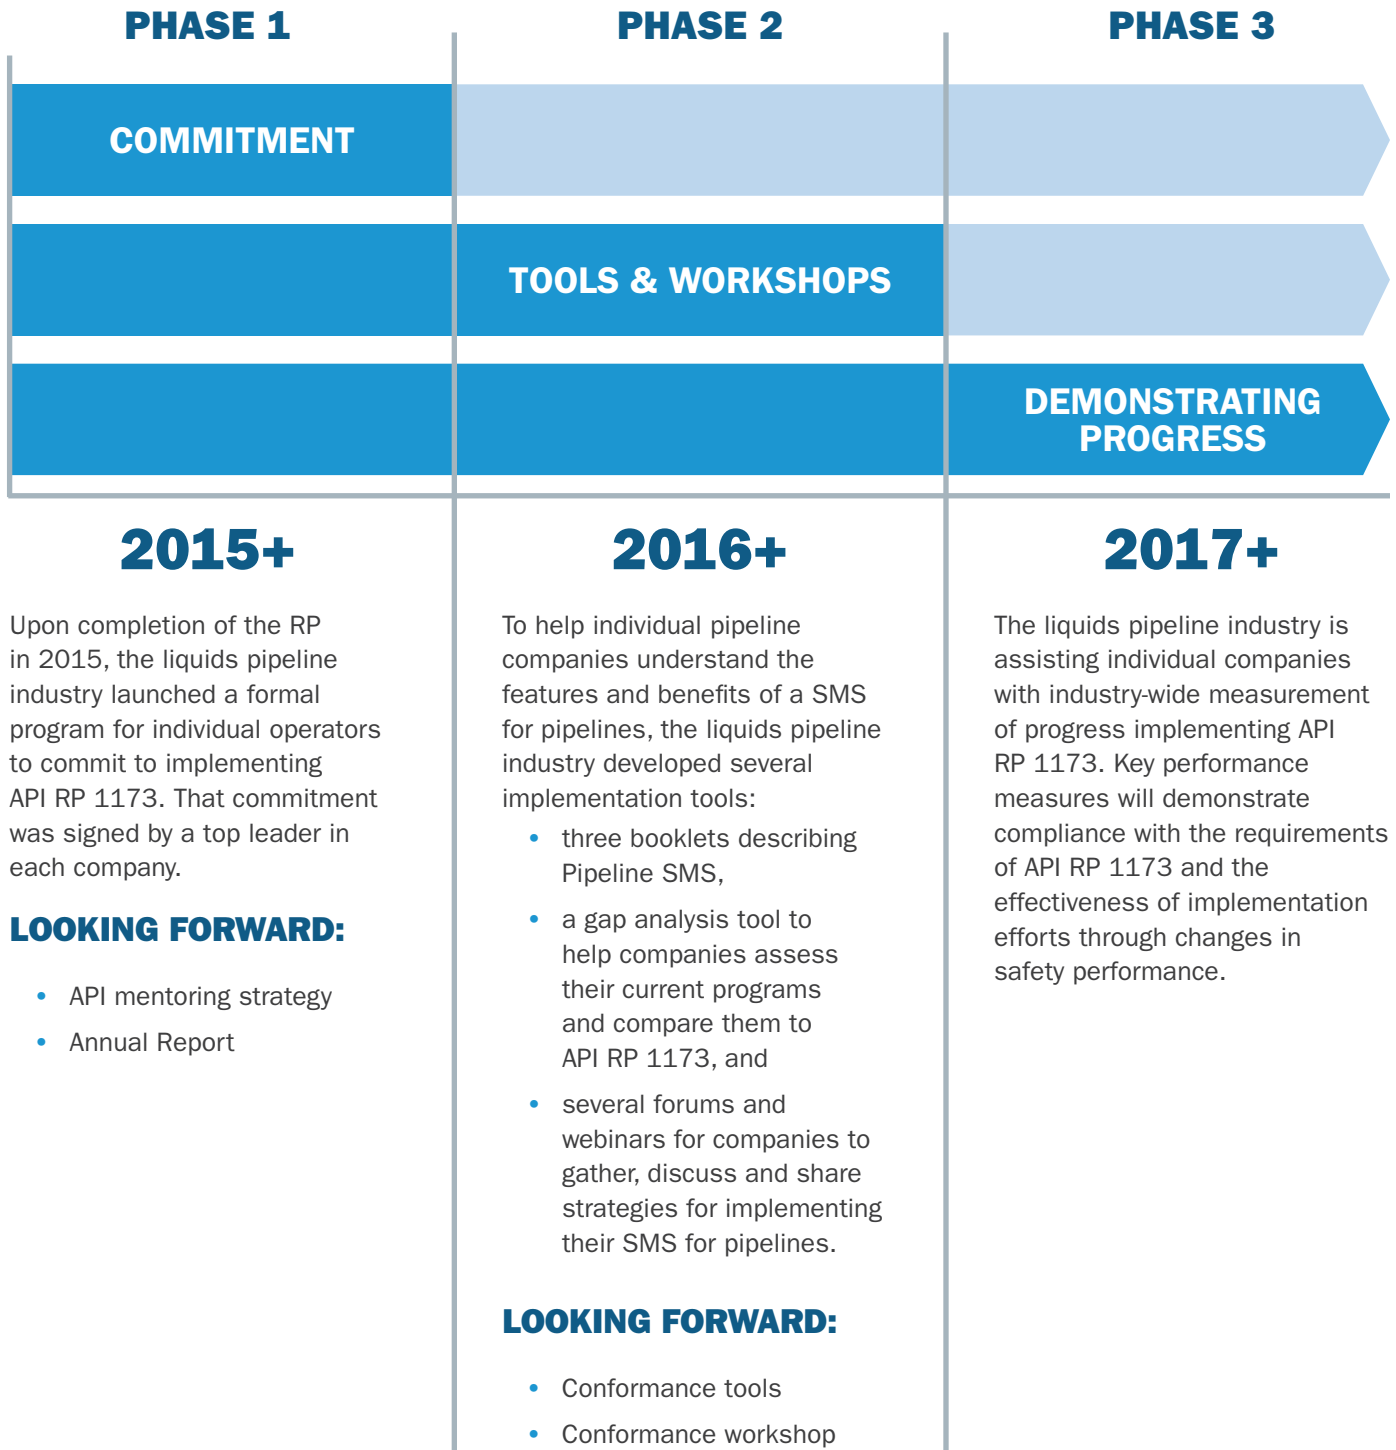 PHASE 1
PHASE 2
PHASE 3
COMMITMENT
TOOLS & WORKSHOPS
DEMONSTRATING
PROGRESS
2015+
Upon completion of the RP
in 2015, the liquids pipeline
industry launched a formal
program for individual operators
to commit to implementing
API RP 1173. That commitment
was signed by a top leader in
each company.
LOOKING FORWARD:
• API mentoring strategy
• Annual Report
2016+
To help individual pipeline
companies understand the
features and benefits of a SMS
for pipelines, the liquids pipeline
industry developed several
implementation tools:
• three booklets describing
Pipeline SMS,
• a gap analysis tool to
help companies assess
their current programs
and compare them to
API RP 1173, and
• several forums and
webinars for companies to
gather, discuss and share
strategies for implementing
their SMS for pipelines.
LOOKING FORWARD:
• Conformance tools
• Conformance workshop
2017+
The liquids pipeline industry is
assisting individual companies
with industry-wide measurement
of progress implementing API
RP 1173. Key performance
measures will demonstrate
compliance with the requirements
of API RP 1173 and the
effectiveness of implementation
efforts through changes in
safety performance.